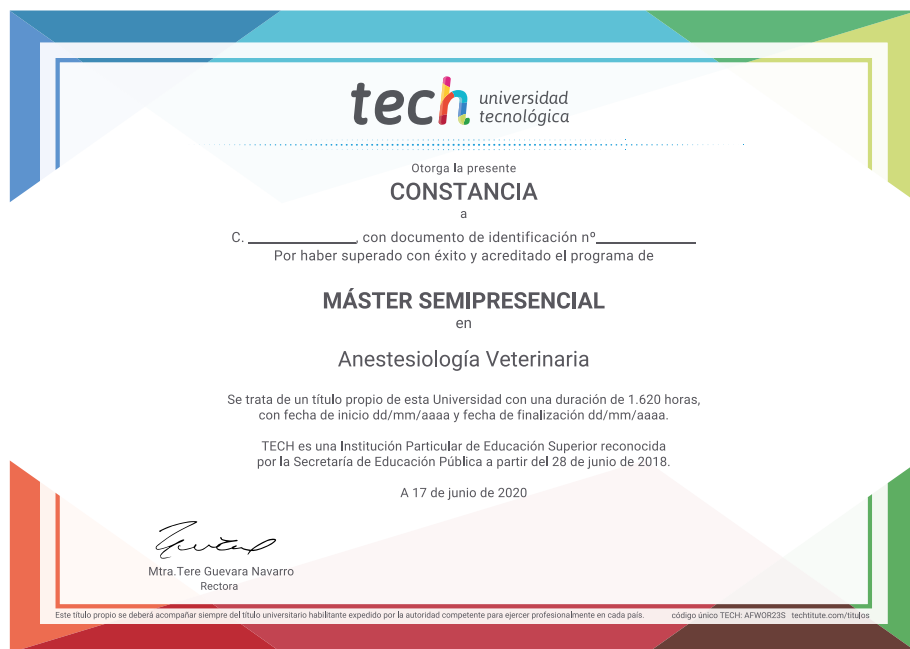 tech universidad
tecnológica
Otorga la presente
CONSTANCIA
a
C. ____________, con documento de identificación nº___________
Por haber superado con éxito y acreditado el programa de
MÁSTER SEMIPRESENCIAL
en
Anestesiología Veterinaria
Se trata de un título propio de esta Universidad con una duración de 1.620 horas,
con fecha de inicio dd/mm/aaaa y fecha de finalización dd/mm/aaaa.
TECH es una Institución Particular de Educación Superior reconocida
por la Secretaría de Educación Pública a partir del 28 de junio de 2018.
A 17 de junio de 2020
Mtra.Tere Guevara Navarro
Rectora
Este título propio se deberá acompañar siempre del título universitario habilitante expedido por la autoridad competente para ejercer profesionalmente en cada país. código único TECH: AFWOR23S techtitute.com/titulos